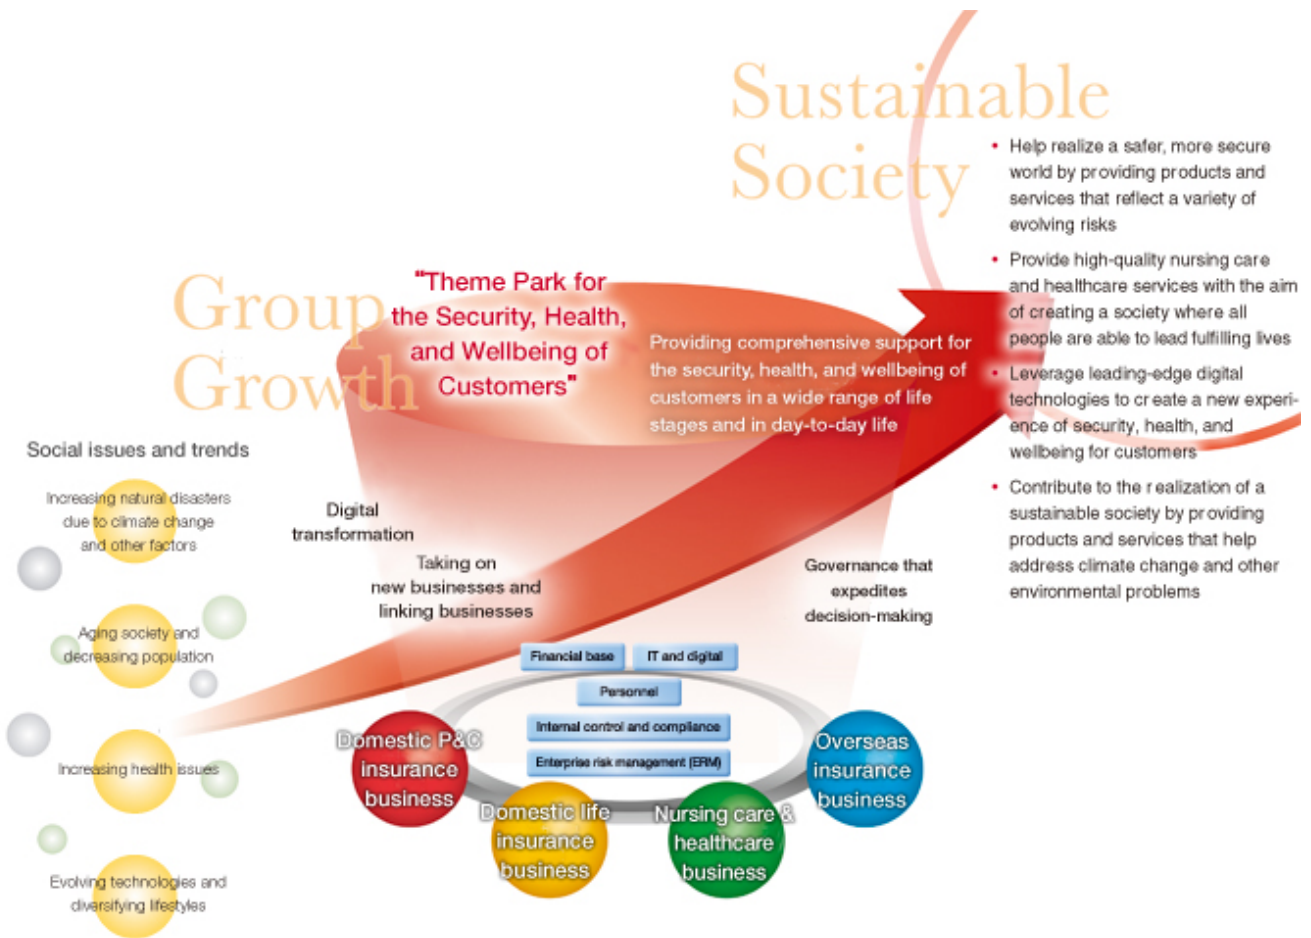 Sustainable
Society
• Help realize a safer, more secure
world by providing products and
services that reflect a variety of
evolving risks
• Provide high-quality nursing care
and healthcare services with the aim
of creating a society where all
people are able to lead fulfilling lives
• Leverage leading-edge digital
technologies to create a new experi-
ence of security, health, and
wellbeing for customers
• Contribute to the realization of a
sustainable society by providing
products and services that help
address climate change and other
environmental problems
Group
Growth
"Theme Park for
the Security, Health,
and Wellbeing of
Customers"
Providing comprehensive support for
the security, health, and wellbeing of
customers in a wide range of life
stages and in day-to-day life
Social issues and trends
Increasing natural disasters
due to climate change
and other factors
Aging society and
decreasing population
Increasing health issues
Evolving technologies and
diversifying lifestyles
Digital
transformation
Taking on
new businesses and
linking businesses
Governance that
expedites
decision-making
Financial base
IT and digital
Personnel
Internal control and compliance
Enterprise risk management (ERM)
Domestic P&C
insurance
business
Domestic life
insurance
business
Nursing care &
healthcare
business
Overseas
insurance
business